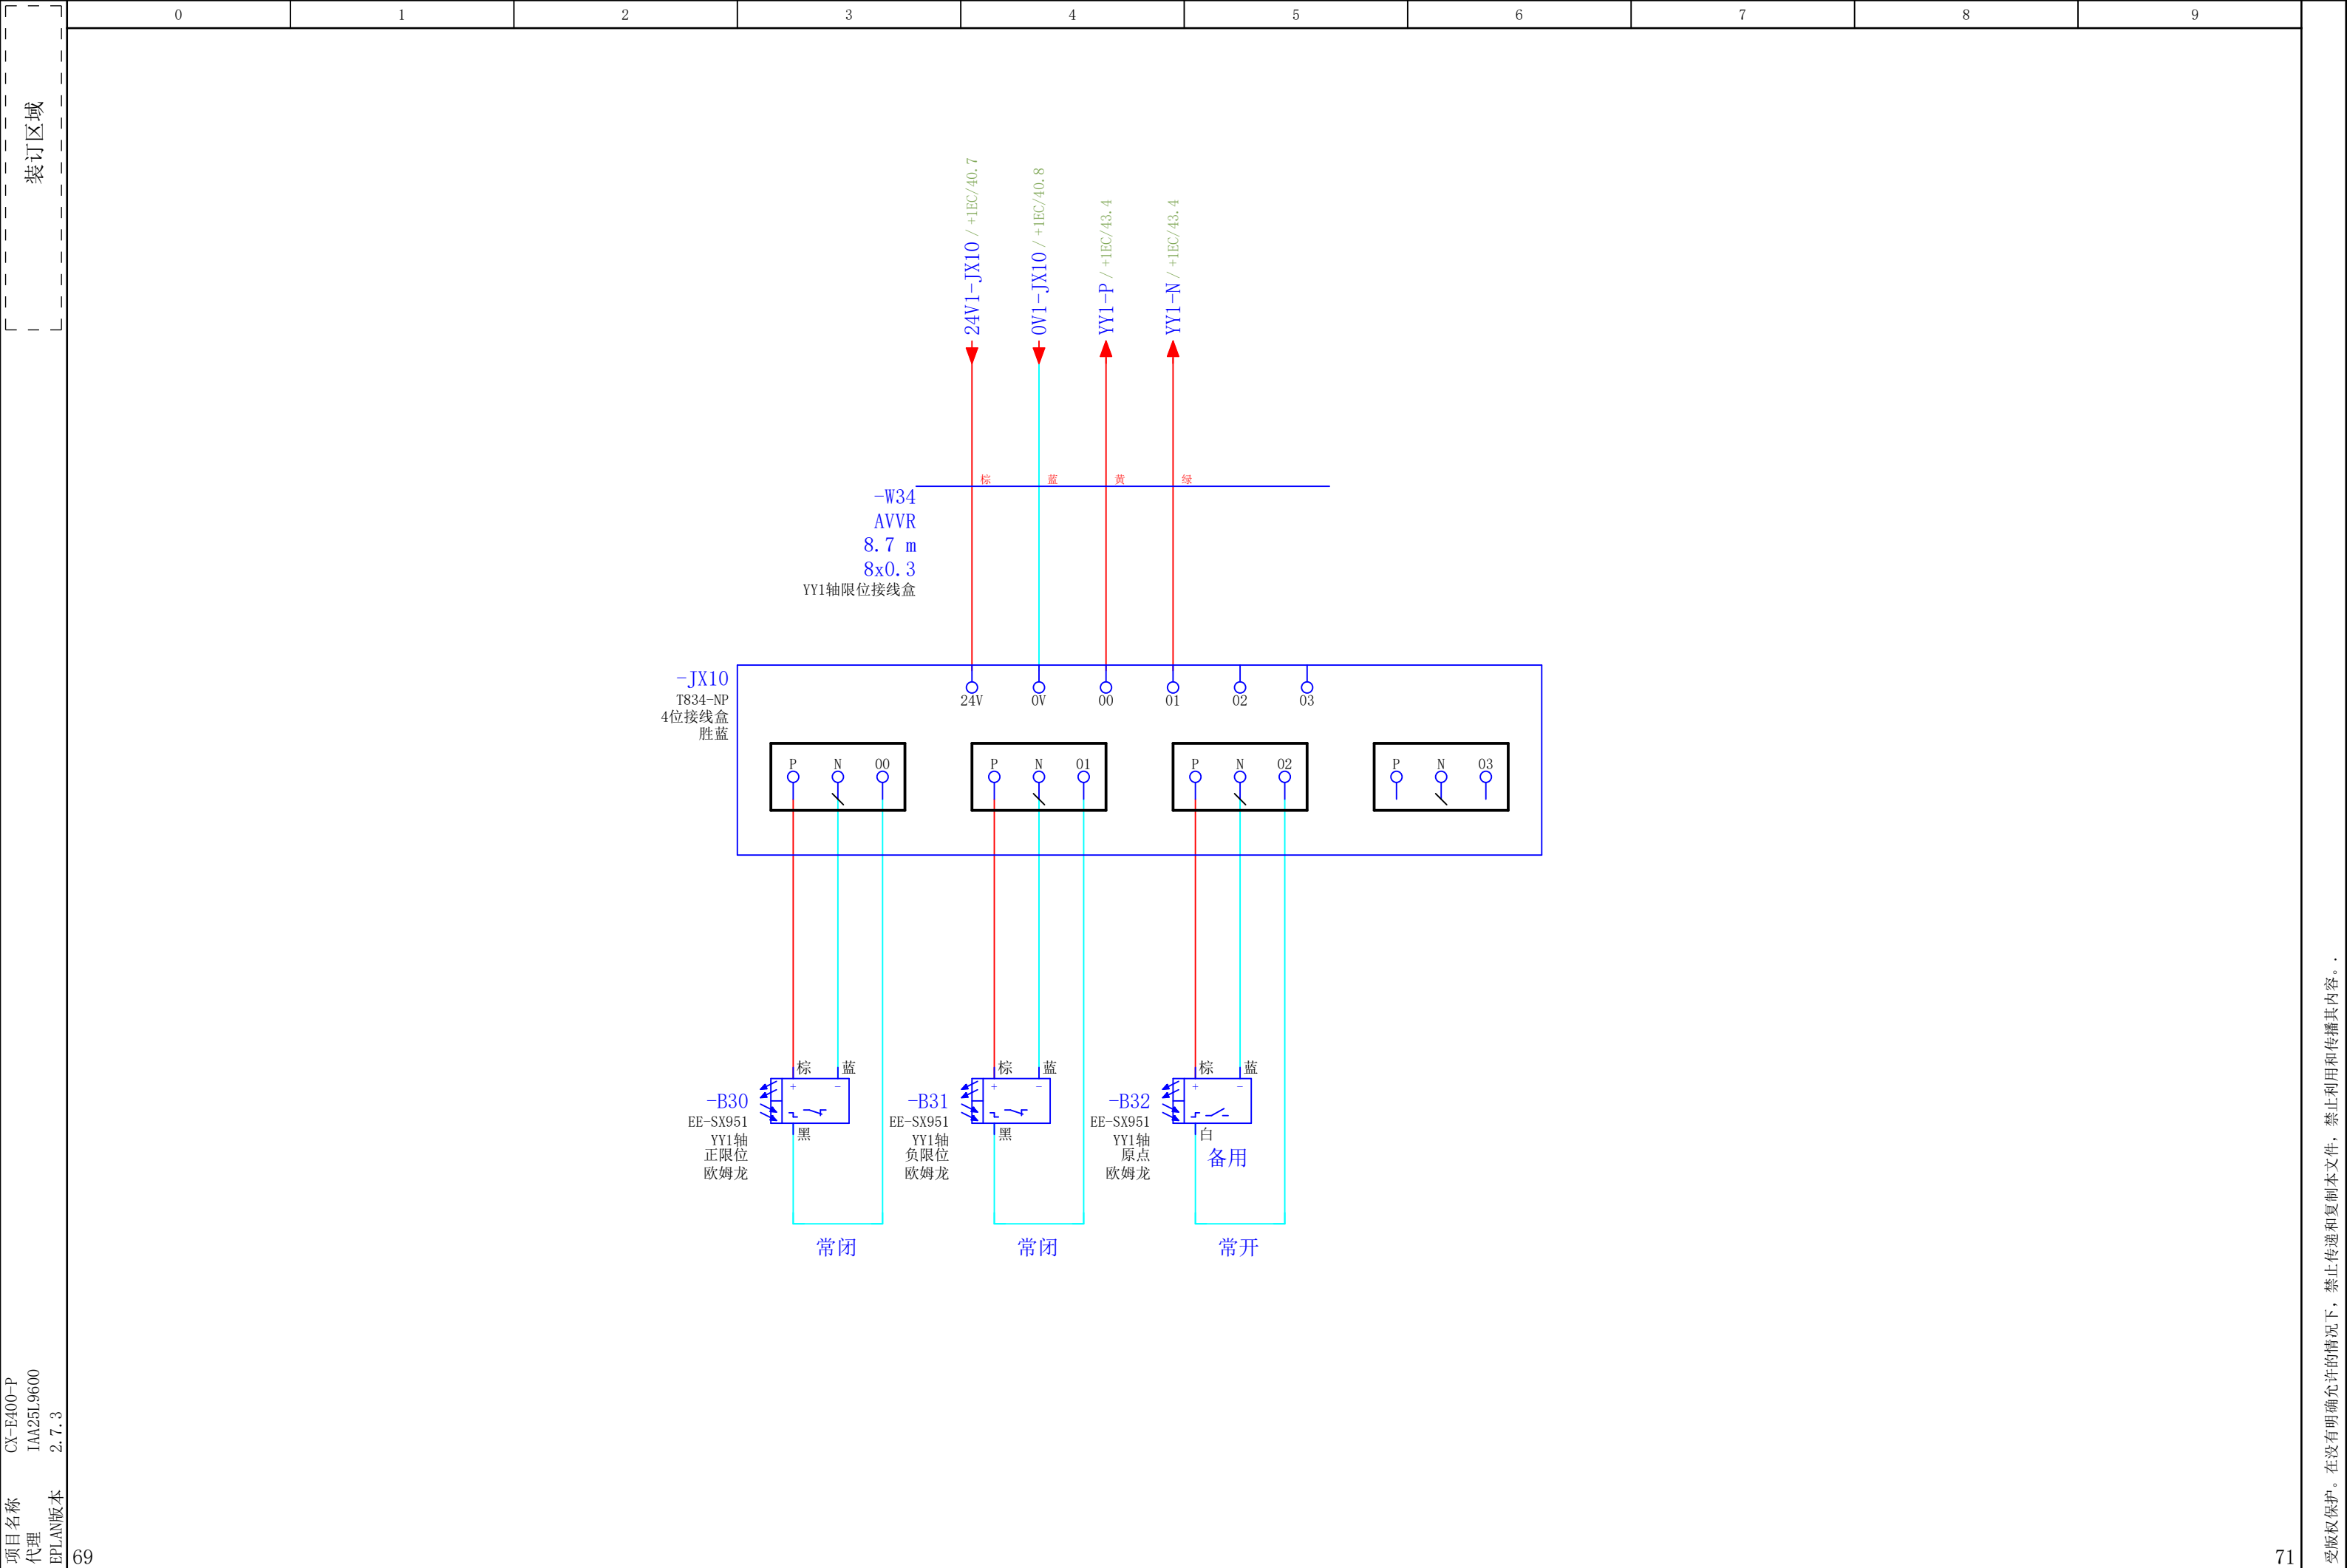 0 1 2 3 4 5 6 7 8 9
装订区域
24V1-JX10 / +1EC/40.7
0V1-JX10 / +1EC/40.8
YY1-P / +1EC/43.4
YY1-N / +1EC/43.4
棕 蓝 黄 绿
-W34
AVVR
8.7 m
8x0.3
YY1轴限位接线盒
-JX10
T834-NP
4位接线盒
胜蓝
24V 0V 00 01 02 03
P N 00
P N 01
P N 02
P N 03
棕 蓝
+ -
-B30
EE-SX951
YY1轴
正限位
欧姆龙
黑
常闭
棕 蓝
+ -
-B31
EE-SX951
YY1轴
负限位
欧姆龙
黑
常闭
棕 蓝
+ -
-B32
EE-SX951
YY1轴
原点
欧姆龙
白
备用
常开
项目名称 CX-E400-P
代理 IAA25L9600
EPLAN版本 2.7.3
69
71
受版权保护。在没有明确允许的情况下，禁止传递和复制本文件，禁止利用和传播其内容。.